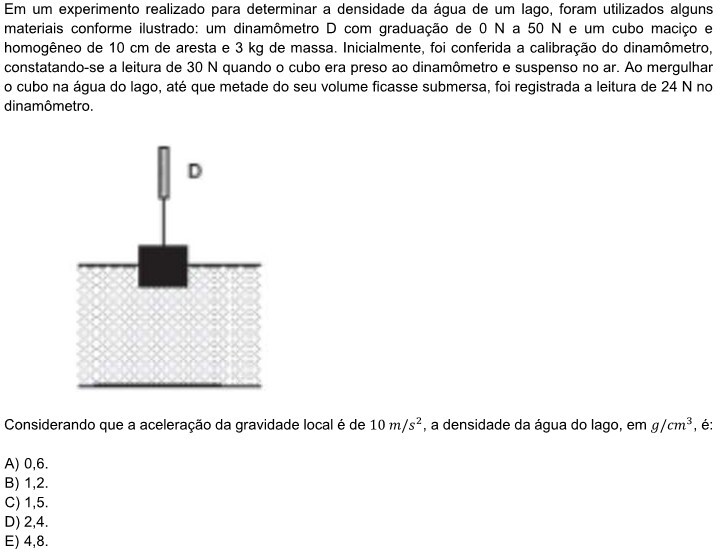 Em um experimento realizado para determinar a densidade da água de um lago, foram utilizados alguns
materiais conforme ilustrado: um dinamômetro D com graduação de 0 N a 50 N e um cubo maciço e
homogêneo de 10 cm de aresta e 3 kg de massa. Inicialmente, foi conferida a calibração do dinamômetro,
constatando-se a leitura de 30 N quando o cubo era preso ao dinamômetro e suspenso no ar. Ao mergulhar
o cubo na água do lago, até que metade do seu volume ficasse submersa, foi registrada a leitura de 24 N no
dinamômetro.
D
Considerando que a aceleração da gravidade local é de 10 m/s², a densidade da água do lago, em g/cm³, é:
A) 0,6.
B) 1,2.
C) 1,5.
D) 2,4.
E) 4,8.